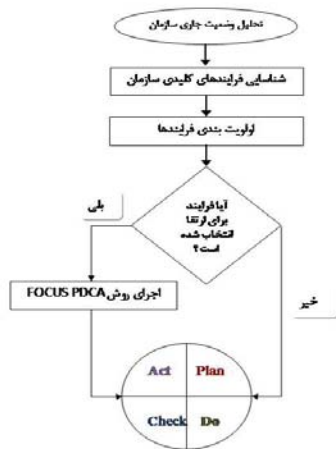 تحلیل وضعیت جاری سازمان
شناسایی فرایندهای کلیدی سازمان
اولویت بندی فرایندها
آیا فرایند
برای ارتقا
انتخاب شده
است؟
بلی
خیر
اجرای روش FOCUS PDCA
Act
Plan
Check
Do